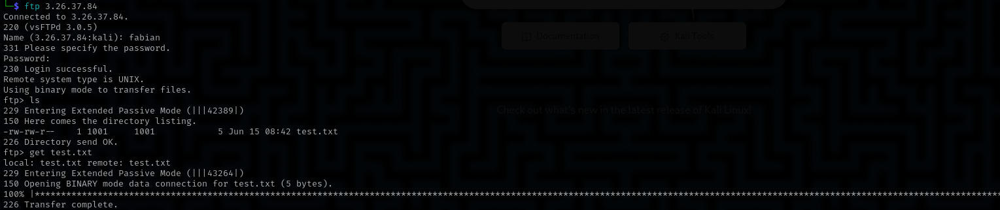 └─$ ftp 3.26.37.84
Connected to 3.26.37.84.
220 (vsFTPd 3.0.5)
Name (3.26.37.84:kali): fabian
331 Please specify the password.
Password:
230 Login successful.
Remote system type is UNIX.
Using binary mode to transfer files.
ftp> ls
229 Entering Extended Passive Mode (|||42389|)
150 Here comes the directory listing.
-rw-rw-r--    1 1001     1001            5 Jun 15 08:42 test.txt
226 Directory send OK.
ftp> get test.txt
local: test.txt remote: test.txt
229 Entering Extended Passive Mode (|||43264|)
150 Opening BINARY mode data connection for test.txt (5 bytes).
100% |****************************************************************************************************************************************************************************************
226 Transfer complete.
Documentation
Kali Tools
Check out what's new in the latest release of Kali Linux!